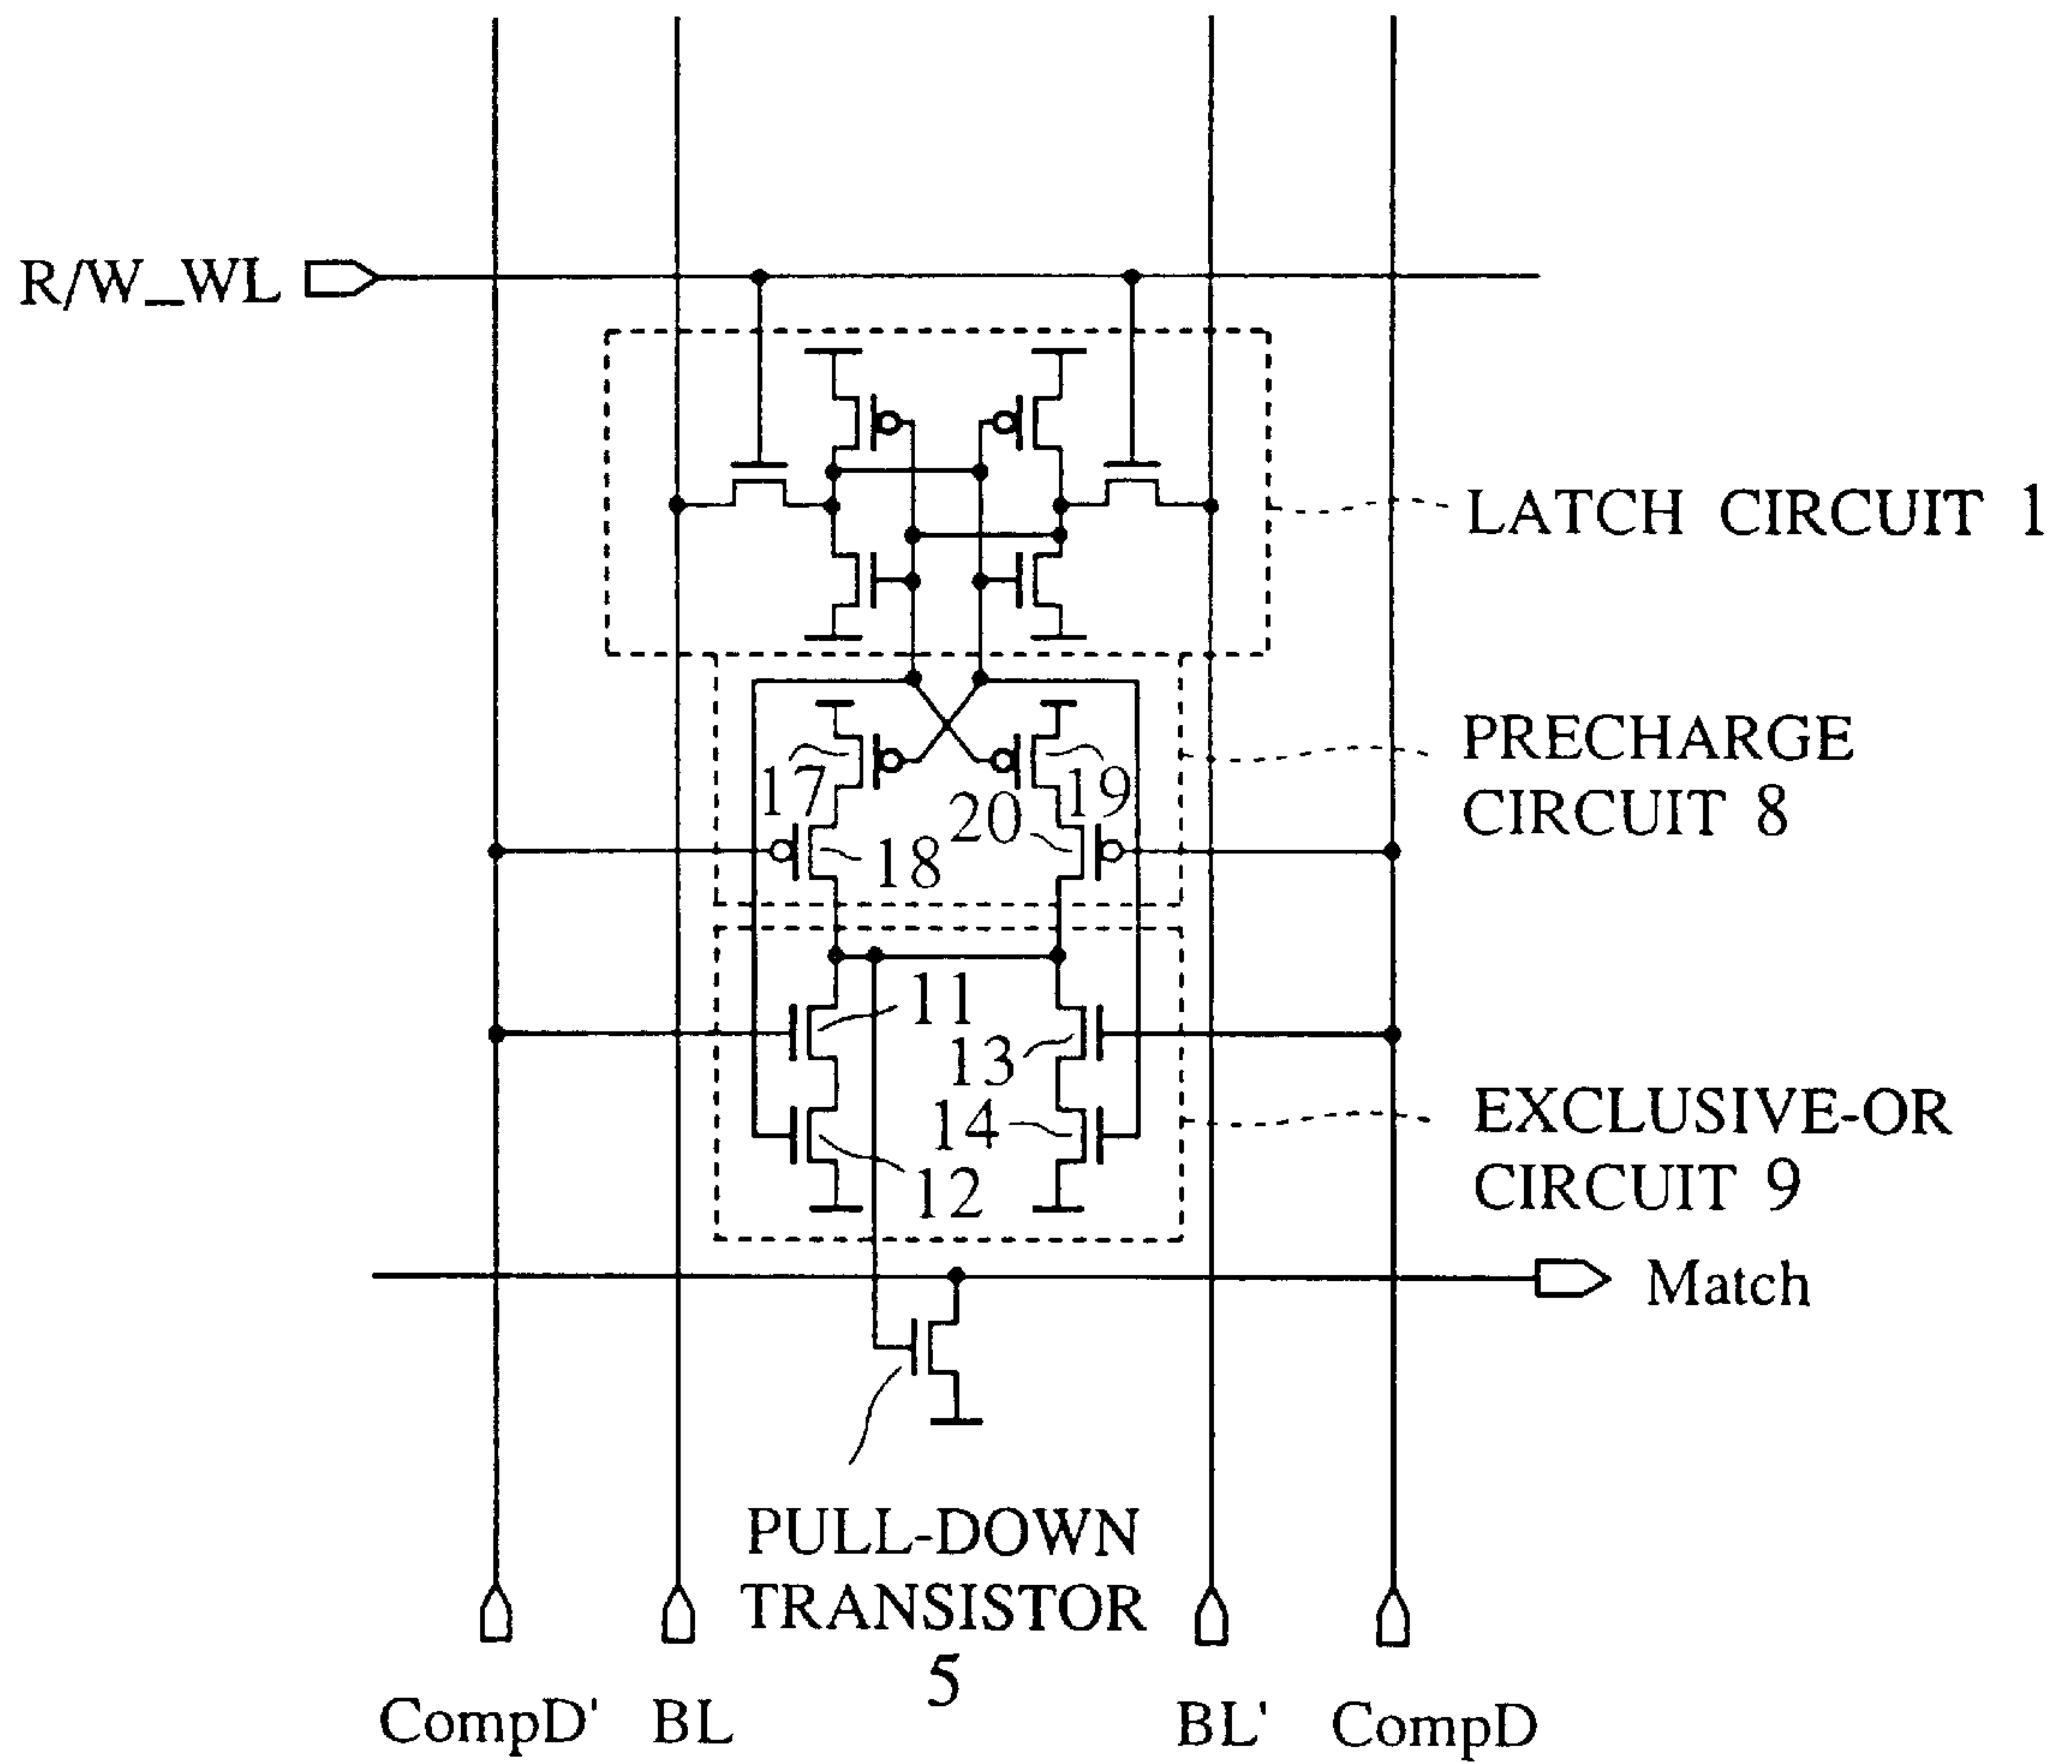 R/W_WL
LATCH CIRCUIT 1
PRECHARGE
CIRCUIT 8
17
19
20
18
11
13
14
12
EXCLUSIVE-OR
CIRCUIT 9
Match
PULL-DOWN
TRANSISTOR
5
CompD' BL BL' CompD